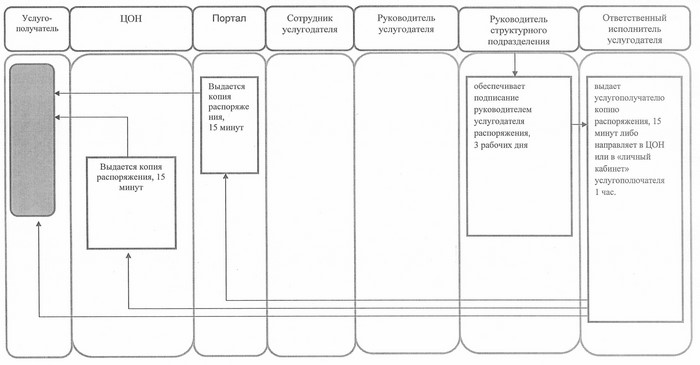 Услуго-
получатель
ЦОН
Портал
Сотрудник
услугодателя
Руководитель
услугодателя
Руководитель
структурного
подразделения
Ответственный
исполнитель
услугодателя
Выдается
копия
распоряже
ния,
15 минут
Выдается копия
распоряжения, 15
минут
обеспечивает
подписание
руководителем
услугодателя
распоряжения,
3 рабочих дня
выдает
услугополучателю
копию
распоряжения, 15
минут либо
направляет в ЦОН
или в «личный
кабинет»
услугополючателя
1 час.